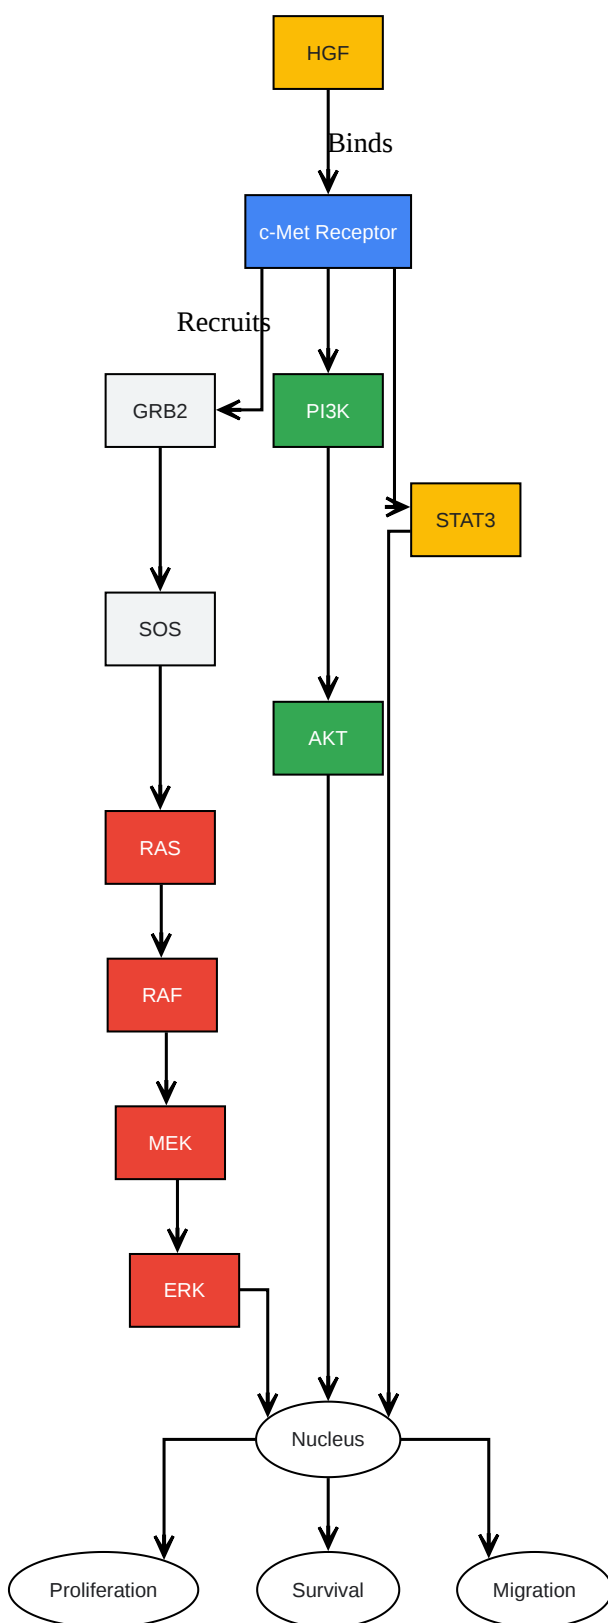 HGF
Binds
c-Met Receptor
Recruits
GRB2
PI3K
STAT3
SOS
AKT
RAS
RAF
MEK
ERK
Nucleus
Proliferation
Survival
Migration